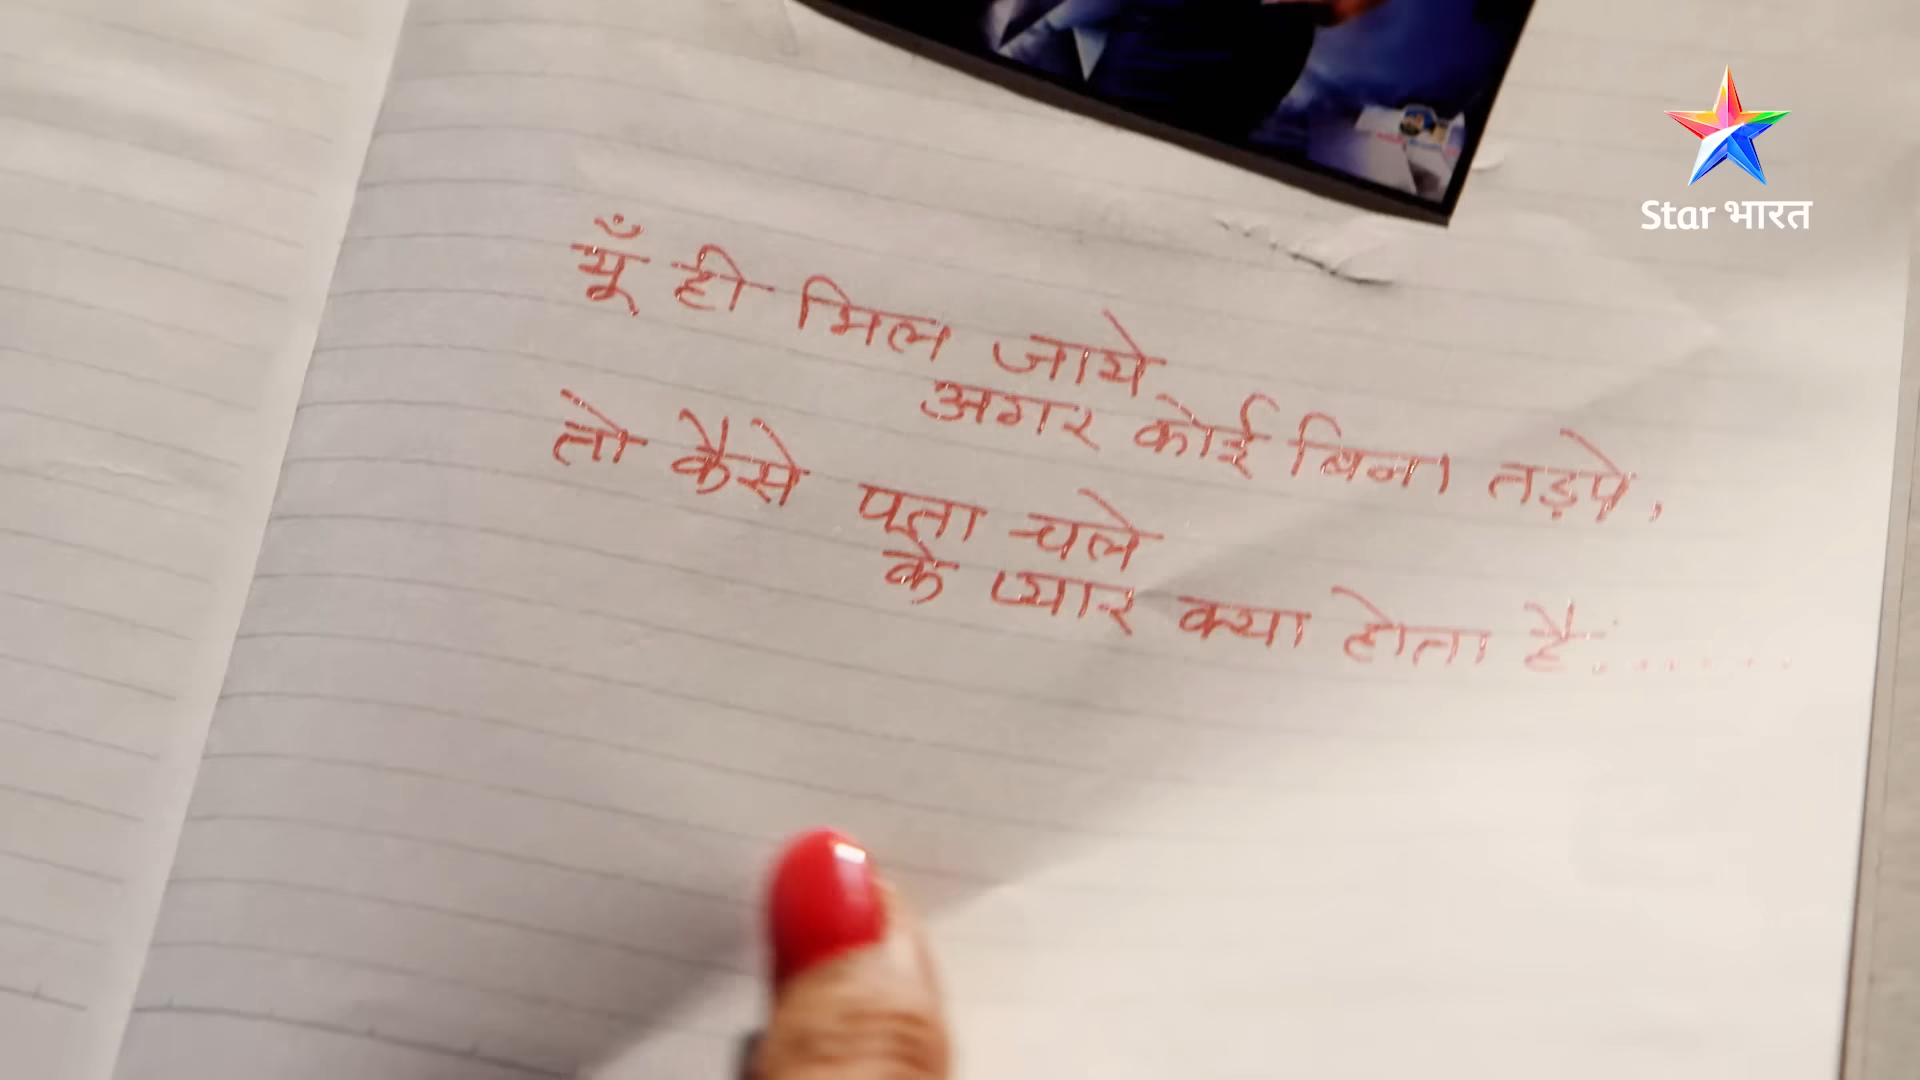 Star भारत
यूँ ही मिल जाये
अगर कोई बिना तड़पे,
तो कैसे पता चले
के प्यार क्या होता है.......